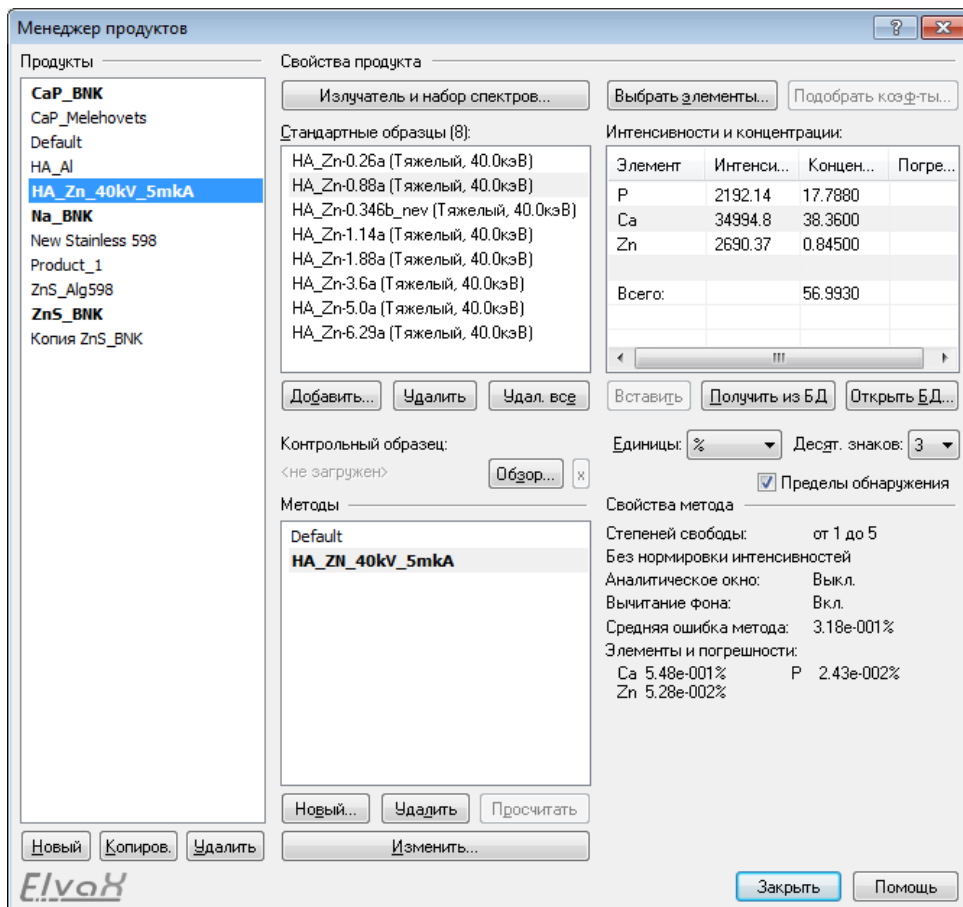 Менеджер продуктов
Продукты
CaP_BNK
CaP_Melehovets
Default
HA_Al
HA_Zn_40kV_5mkA
Na_BNK
New Stainless 598
Product_1
ZnS_Alg598
ZnS_BNK
Копия ZnS_BNK
Новый
Копиров.
Удалить
ElvaX
Свойства продукта
Излучатель и набор спектров...
Стандартные образцы (8):
HA_Zn-0.26a (Тяжелый, 40.0кэВ)
HA_Zn-0.88a (Тяжелый, 40.0кэВ)
HA_Zn-0.346b_nev (Тяжелый, 40.0кэВ)
HA_Zn-1.14a (Тяжелый, 40.0кэВ)
HA_Zn-1.88a (Тяжелый, 40.0кэВ)
HA_Zn-3.6a (Тяжелый, 40.0кэВ)
HA_Zn-5.0a (Тяжелый, 40.0кэВ)
HA_Zn-6.29a (Тяжелый, 40.0кэВ)
Добавить... Удалить Удал. все
Контрольный образец:
<не загружен> Обзор... x
Методы
Default
HA_ZN_40kV_5mkA
Новый... Удалить Просчитать
Изменить...
Выбрать элементы... Подобрать коэф-ты...
Интенсивности и концентрации:
Элемент Интенси... Концен... Погре...
P 2192.14 17.7880
Ca 34994.8 38.3600
Zn 2690.37 0.84500
Всего: 56.9930
Вставить Получить из БД Открыть БД...
Единицы: % Десят. знаков: 3
Пределы обнаружения
Свойства метода
Степеней свободы: от 1 до 5
Без нормировки интенсивностей
Аналитическое окно: Выкл.
Вычитание фона: Вкл.
Средняя ошибка метода: 3.18e-001%
Элементы и погрешности:
Ca 5.48e-001% P 2.43e-002%
Zn 5.28e-002%
Закрыть Помощь